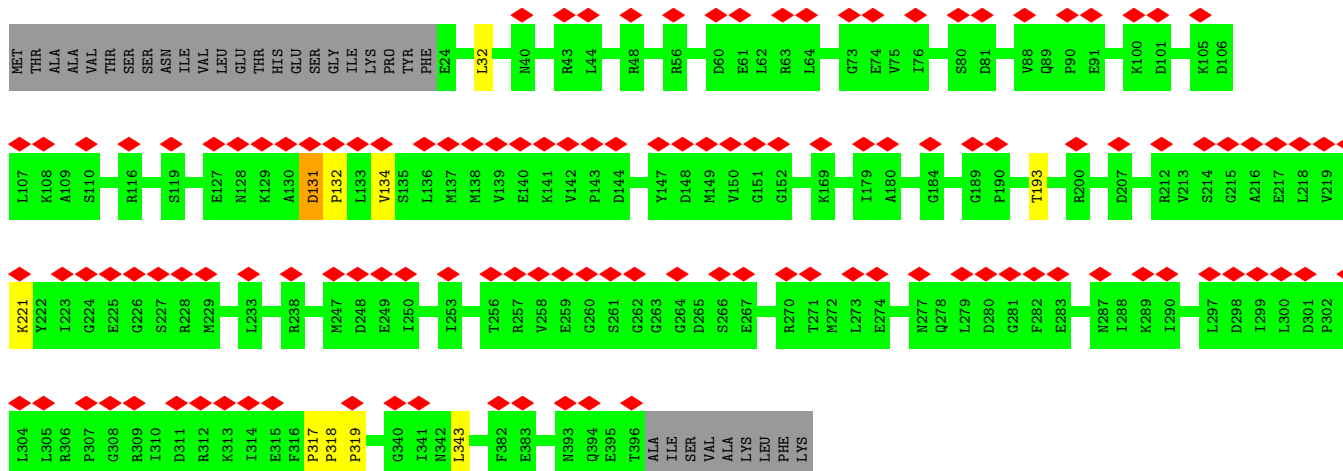 MET THR ALA ALA VAL THR SER SER ASN ILE VAL LEU GLU THR HIS GLU SER GLY ILE LYS PRO TYR PHE E24 L32 N40 R43 L44 R48 R56 D60 E61 L62 R63 L64 G73 E74 V75 I76 S80 D81 V88 Q89 P90 E91 K100 D101 K105 D106
L107 K108 A109 S110 R116 S119 E127 N128 K129 A130 D131 P132 L133 V134 S135 L136 M137 M138 V139 E140 K141 V142 P143 D144 Y147 D148 M149 V150 G151 G152 K169 I179 A180 G184 G189 P190 T193 R200 D207 R212 V213 S214 G215 A216 E217 L218 V219
K221 Y222 I223 G224 E225 G226 S227 R228 M229 L233 R238 M247 D248 E249 I250 I253 T256 R257 V258 E259 G260 S261 G262 G263 G264 D265 S266 E267 R270 T271 M272 L273 E274 N277 Q278 L279 D280 G281 F282 E283 N287 I288 K289 I290 L297 D298 I299 L300 D301 P302
L304 L305 R306 P307 G308 R309 I310 D311 R312 K313 I314 E315 F316 P317 P318 P319 G340 I341 N342 L343 F382 E383 N393 Q394 E395 T396 ALA ILE SER VAL ALA LYS LEU PHE LYS